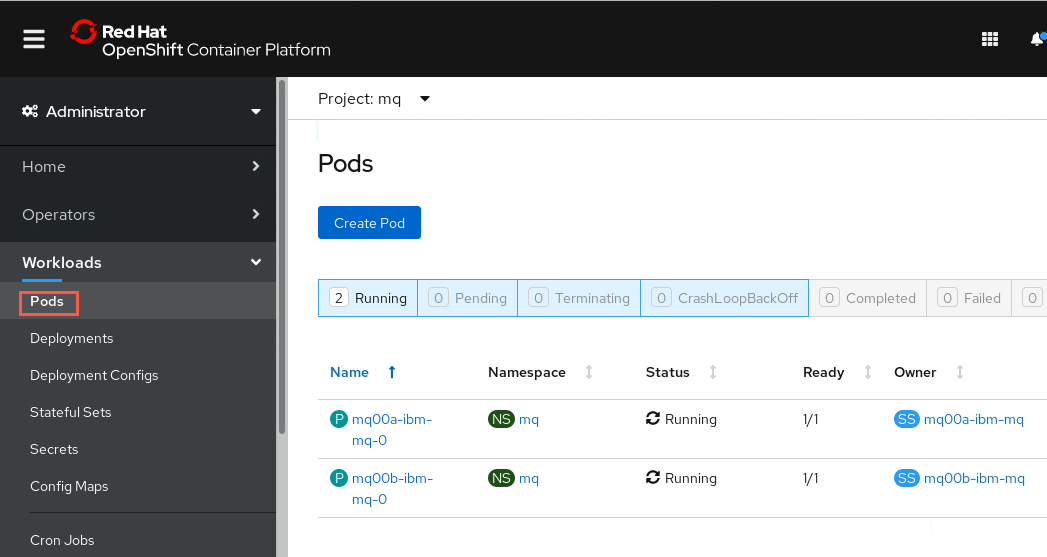 Red Hat
OpenShift Container Platform
Administrator
Home
Operators
Workloads
Pods
Deployments
Deployment Configs
Stateful Sets
Secrets
Config Maps
Cron Jobs
Project: mq
Pods
Create Pod
2 Running 0 Pending 0 Terminating 0 CrashLoopBackOff 0 Completed 0 Failed 0
Name Namespace Status Ready Owner
P mq00a-ibm- NS mq Running 1/1 SS mq00a-ibm-mq
mq-0
P mq00b-ibm- NS mq Running 1/1 SS mq00b-ibm-mq
mq-0